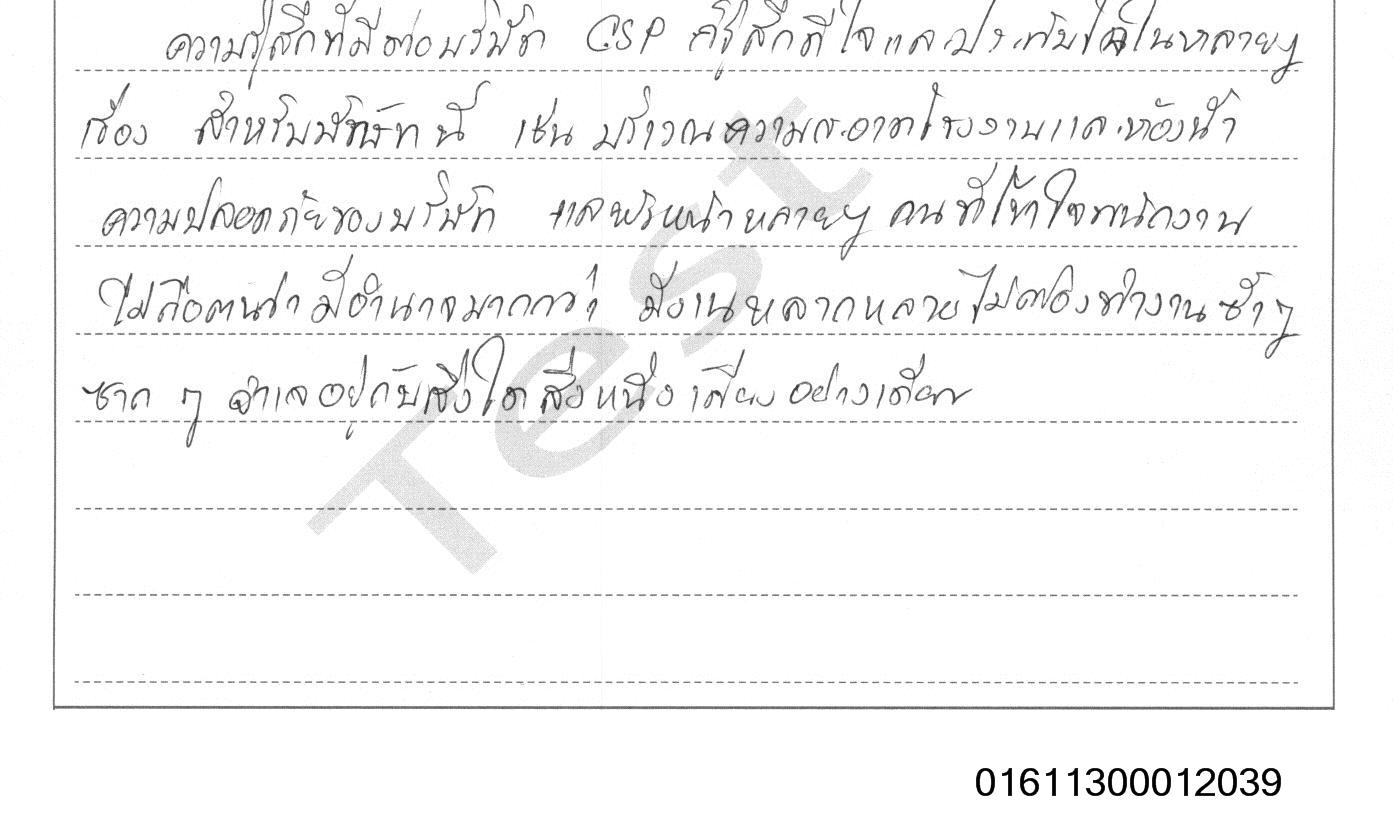 ความรู้สึกที่มีต่อบริษัท CSP ก็รู้สึกดีใจและประทับใจในหลายๆ
เรื่อง สำหรับบริษัทนี้ เช่น บริเวณความสะอาดโรงงานและห้องน้ำ
ความปลอดภัยของบริษัท และหัวหน้าหลายๆ คนที่เข้าใจพนักงาน
ไม่ถือตนว่ามีอำนาจมากกว่า มีงานหลากหลายไม่ต้องทำงานซ้ำๆ
ซาก ๆ จำเจอยู่กับสิ่งใดสิ่งหนึ่งเพียงอย่างเดียว
Test
01611300012039